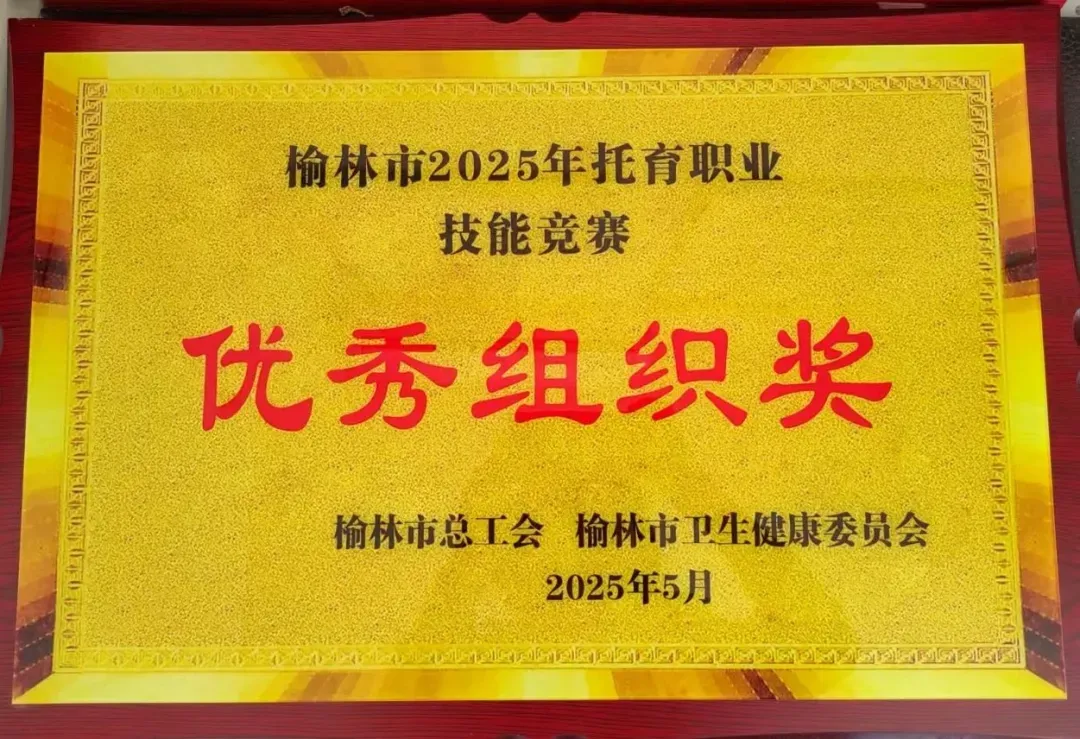 榆林市2025年托育职业
技能竞赛
优秀组织奖
榆林市总工会 榆林市卫生健康委员会
2025年5月